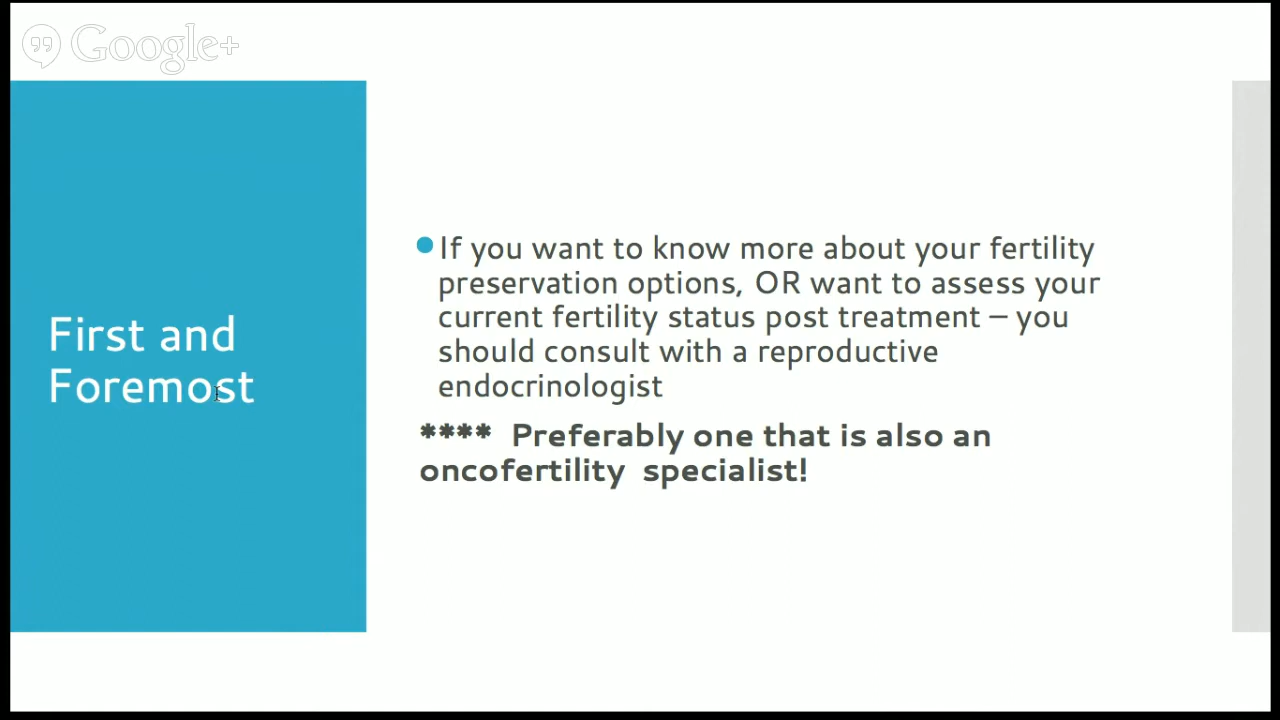 Google+
First and
Foremost
If you want to know more about your fertility
preservation options, OR want to assess your
current fertility status post treatment – you
should consult with a reproductive
endocrinologist
**** Preferably one that is also an
oncofertility specialist!